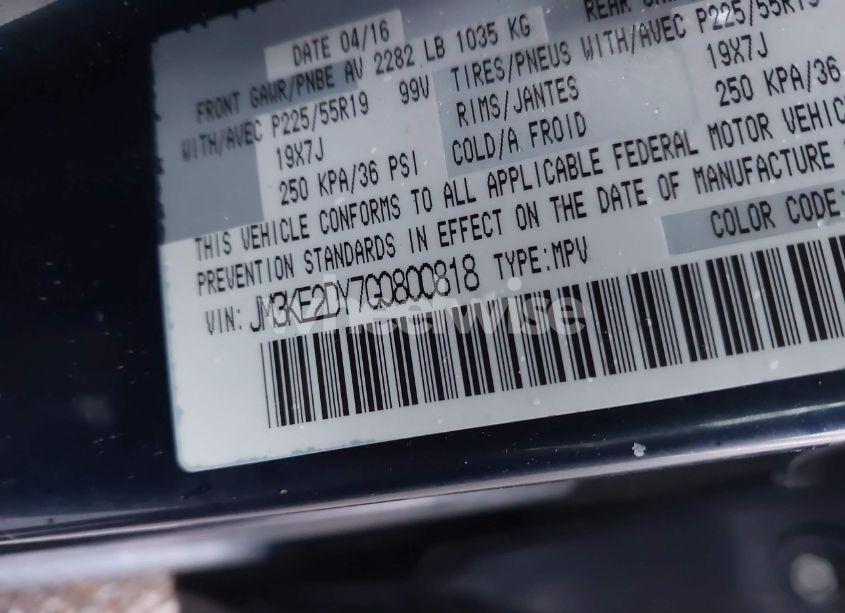 DATE 04/16
FRONT GAWR/PNBE AV 2282 LB 1035 KG
WITH/AVEC P225/55R19 99V TIRES/PNEUS WITH/AVEC P225/55R19
19X7J RIMS/JANTES 19X7J
250 KPA/36 PSI COLD/A FROID 250 KPA/36
THIS VEHICLE CONFORMS TO ALL APPLICABLE FEDERAL MOTOR VEHIC
PREVENTION STANDARDS IN EFFECT ON THE DATE OF MANUFACTURE
VIN: JM3KE2DY7G0800818 TYPE:MPV COLOR CODE:
wheelwise